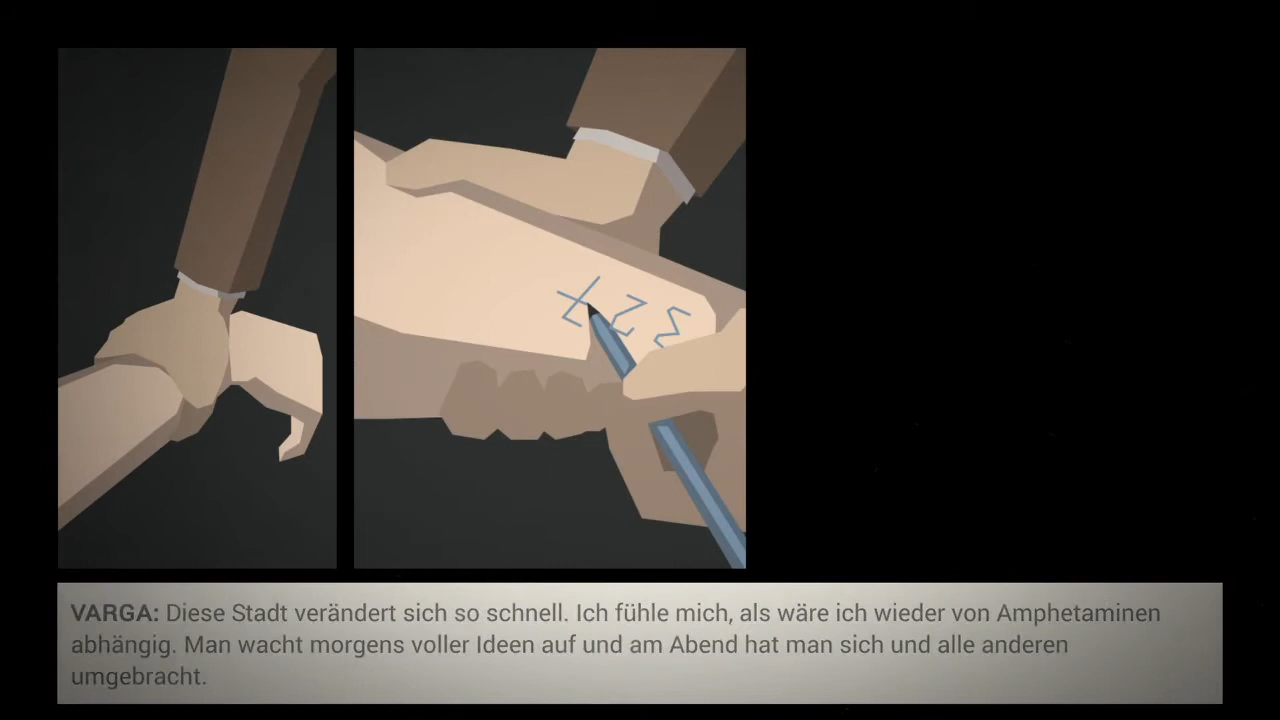 VARGA: Diese Stadt verändert sich so schnell. Ich fühle mich, als wäre ich wieder von Amphetaminen
abhängig. Man wacht morgens voller Ideen auf und am Abend hat man sich und alle anderen
umgebracht.